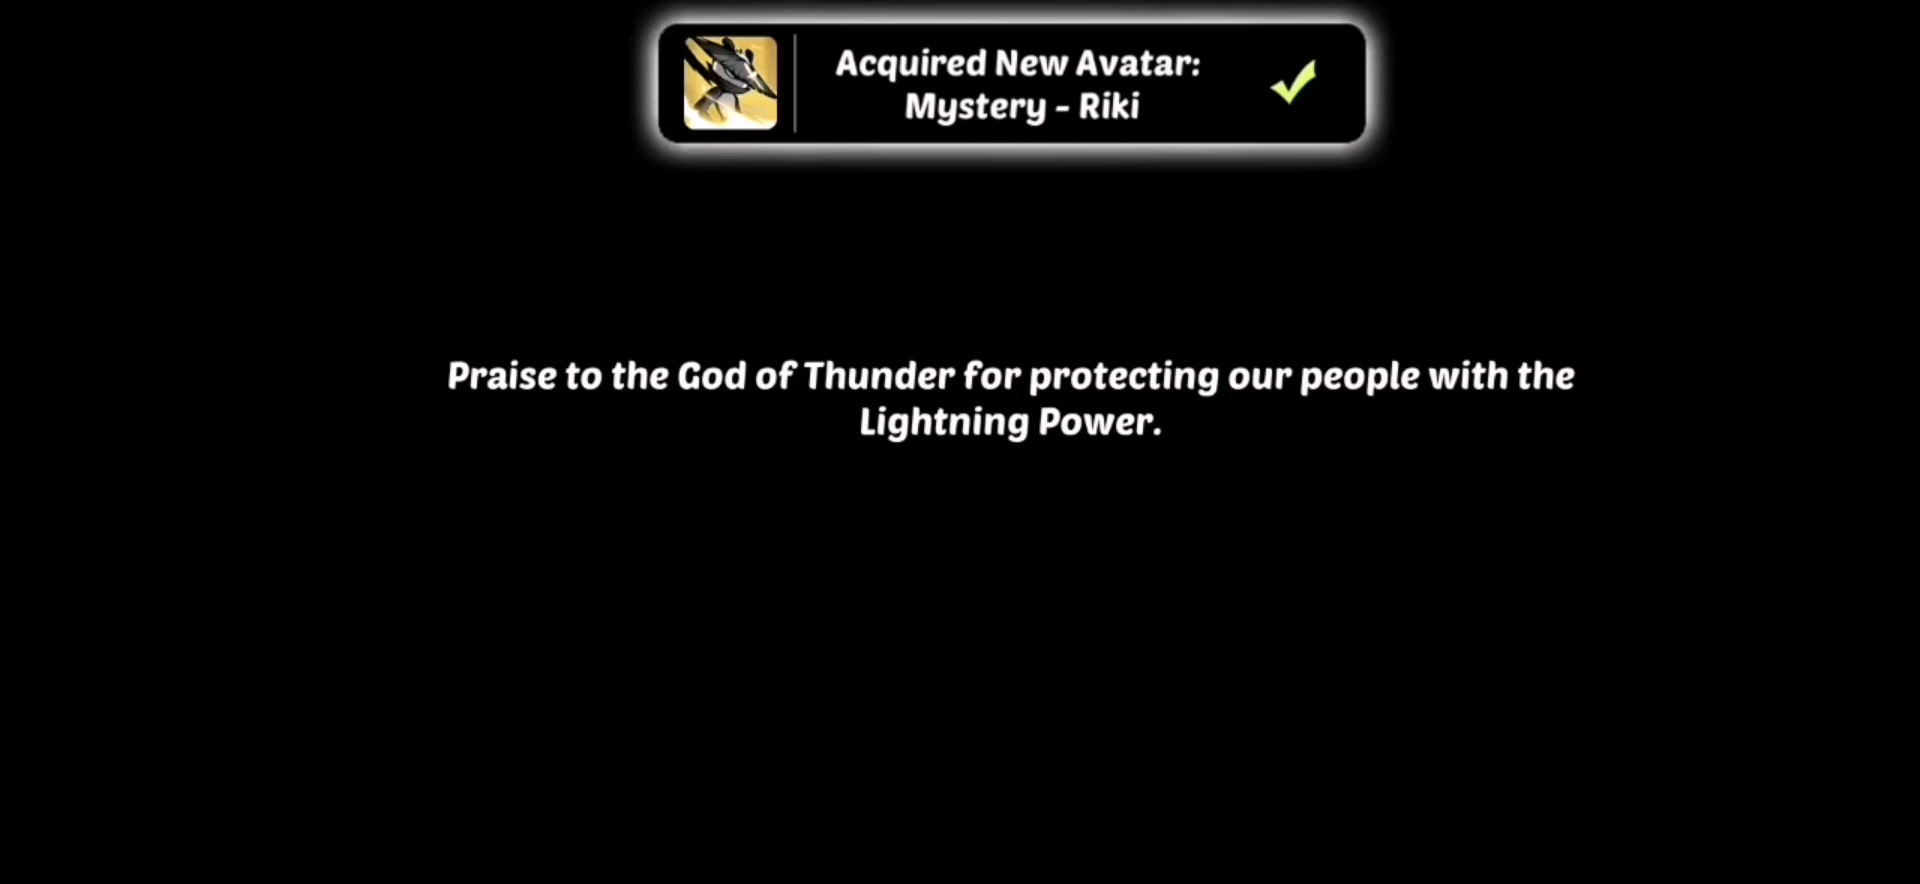 Acquired New Avatar:
Mystery - Riki
Praise to the God of Thunder for protecting our people with the
Lightning Power.